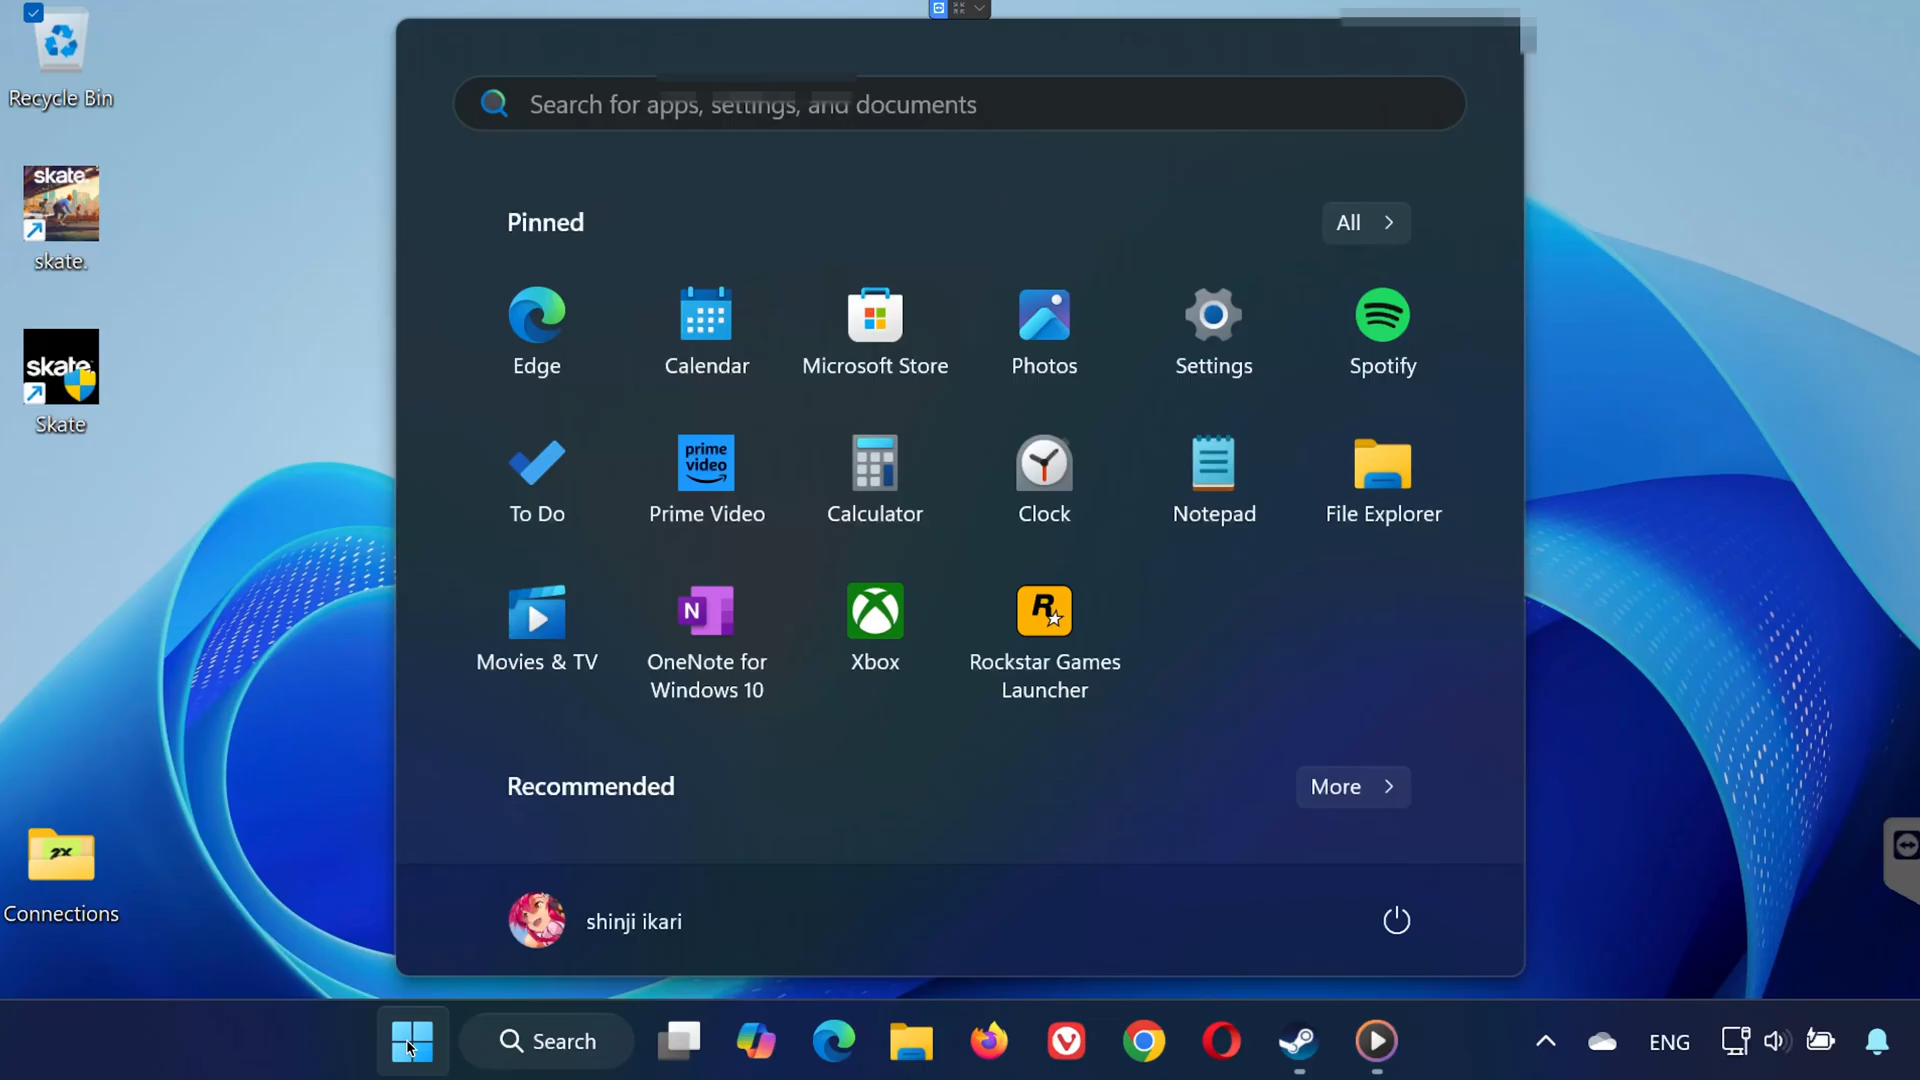 Recycle Bin
skate.
skate.
skate.
Skate
2X
Connections
Search for apps, settings, and documents
Pinned
All
Edge
Calendar
Microsoft Store
Photos
Settings
Spotify
To Do
prime
video
Prime Video
Calculator
Clock
Notepad
File Explorer
Movies & TV
N
OneNote for
Windows 10
Xbox
R
Rockstar Games
Launcher
Recommended
More
shinji ikari
Search
ENG